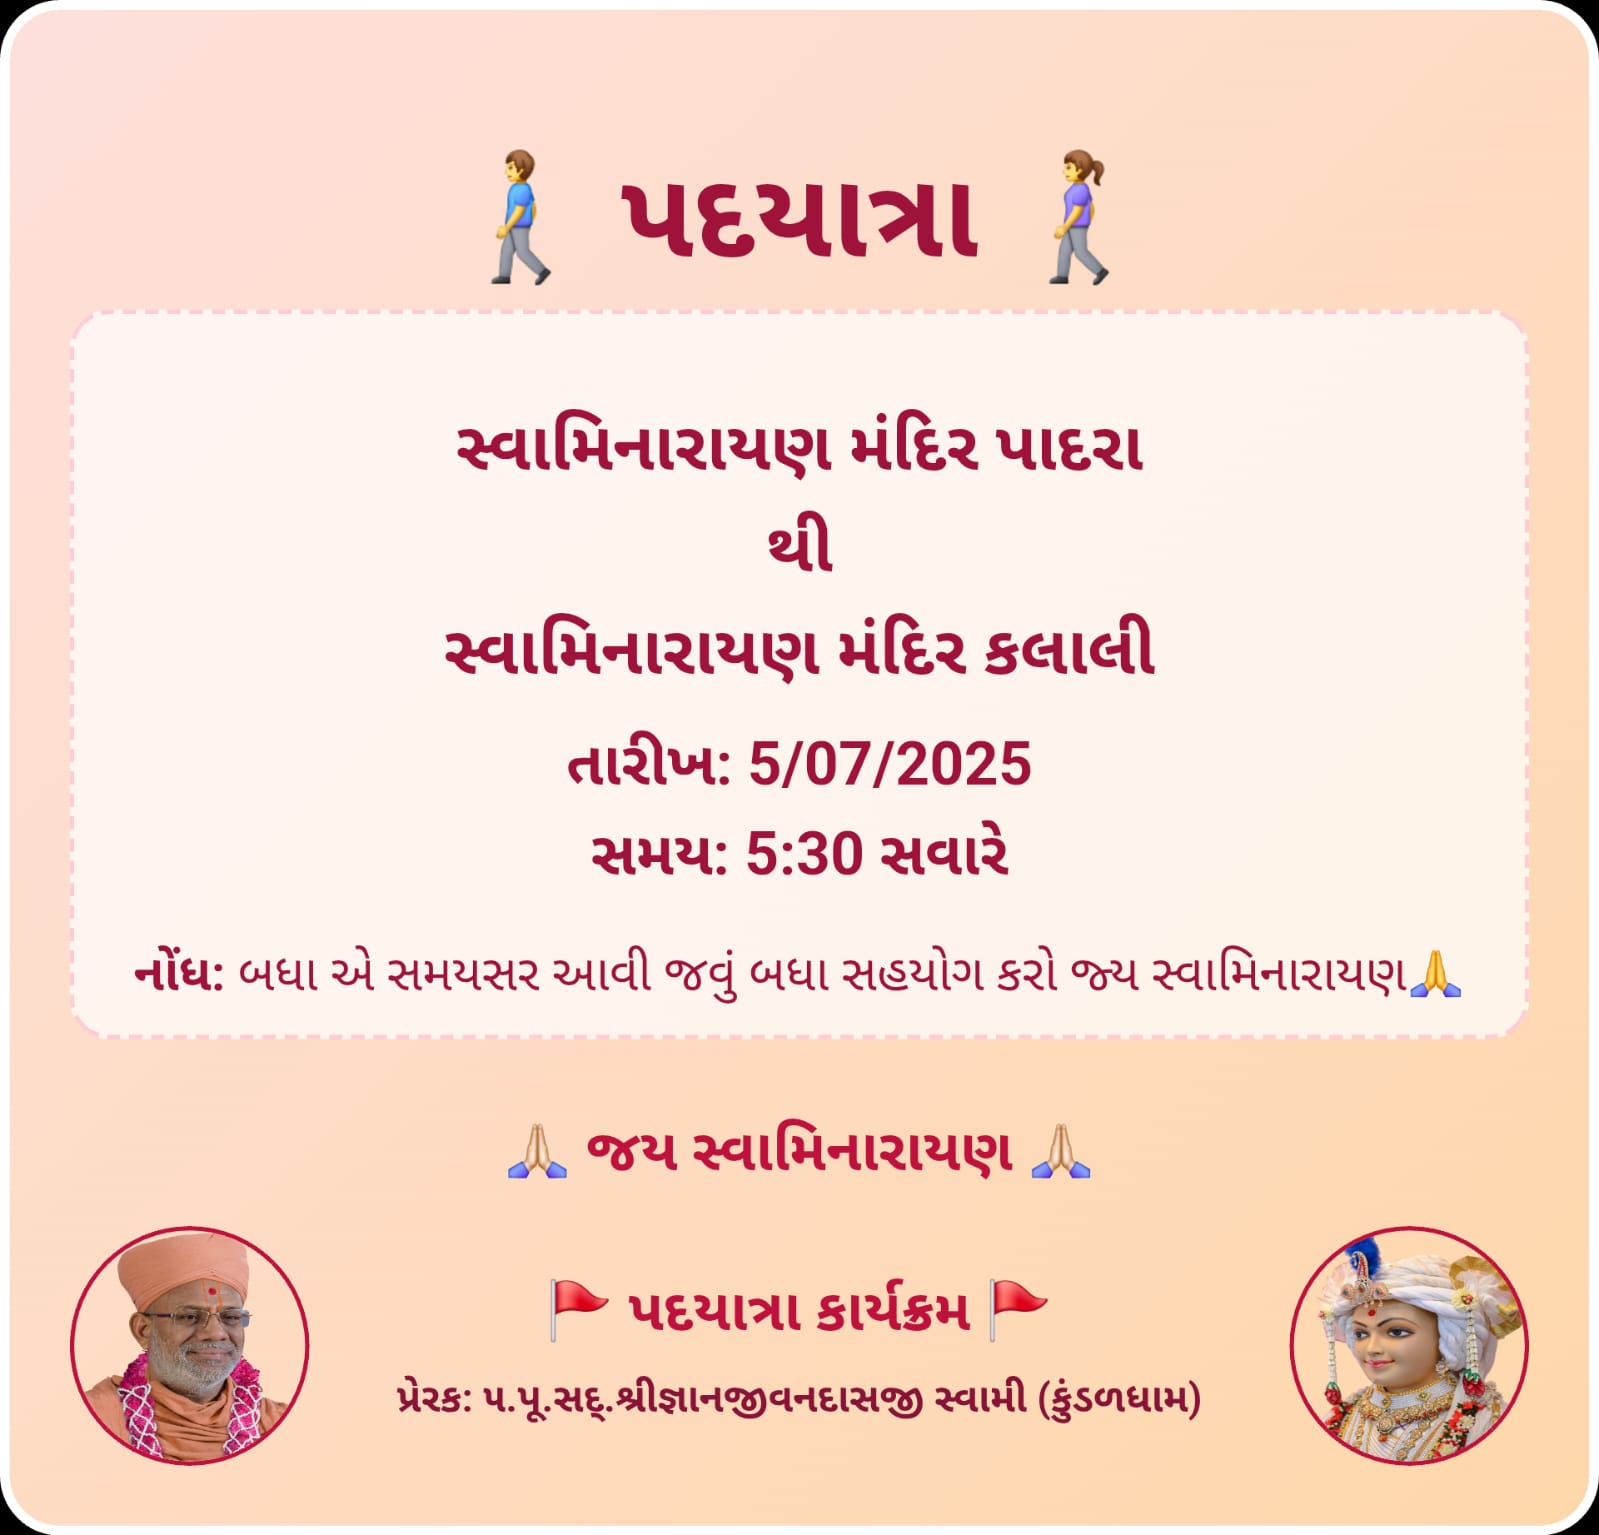 🚶‍♂️ પદયાત્રા 🚶‍♀️
સ્વામિનારાયણ મંદિર પાદરા
થી
સ્વામિનારાયણ મંદિર કલાલી
તારીખ: 5/07/2025
સમય: 5:30 સવારે
નોંધ: બધા એ સમયસર આવી જવું બધા સહયોગ કરો જ્ય સ્વામિનારાયણ🙏
🙏🏼 જય સ્વામિનારાયણ 🙏🏼
🚩 પદયાત્રા કાર્યક્રમ 🚩
પ્રેરક: પ.પૂ.સદ્.શ્રીજ્ઞાનજીવનદાસજી સ્વામી (કુંડળધામ)